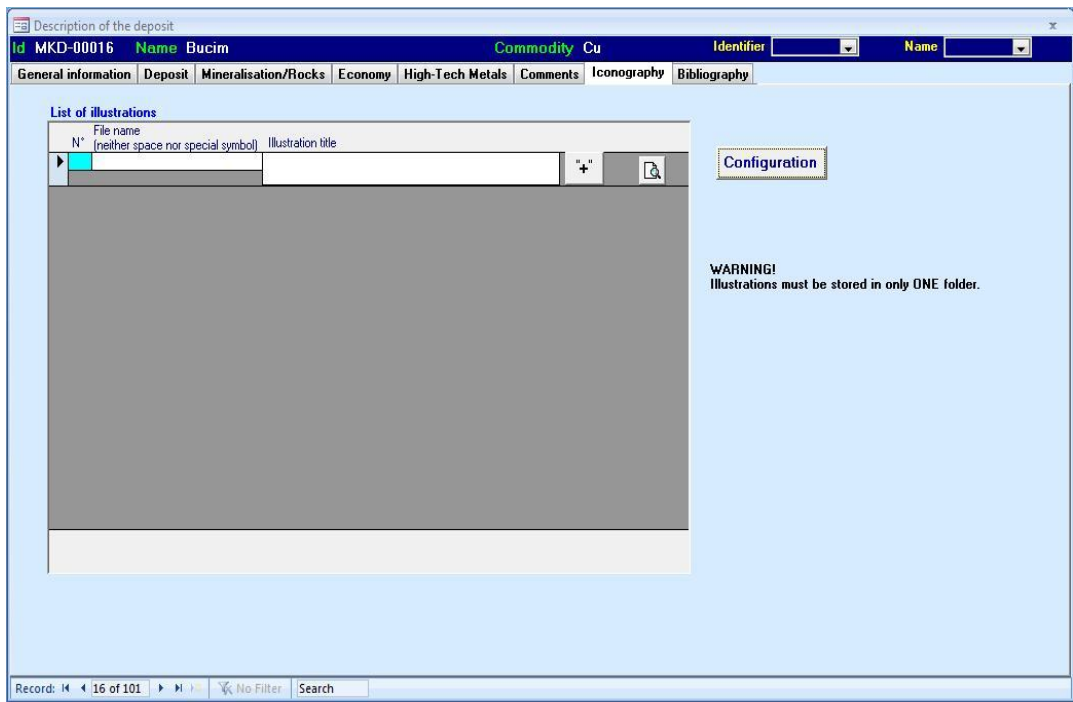 Description of the deposit
x
Id MKD-00016 Name Bucim Commodity Cu Identifier Name
General information Deposit Mineralisation/Rocks Economy High-Tech Metals Comments Iconography Bibliography
List of illustrations
File name
N° (neither space nor special symbol) Illustration title
"+"
Configuration
WARNING!
Illustrations must be stored in only ONE folder.
Record: 16 of 101 No Filter Search